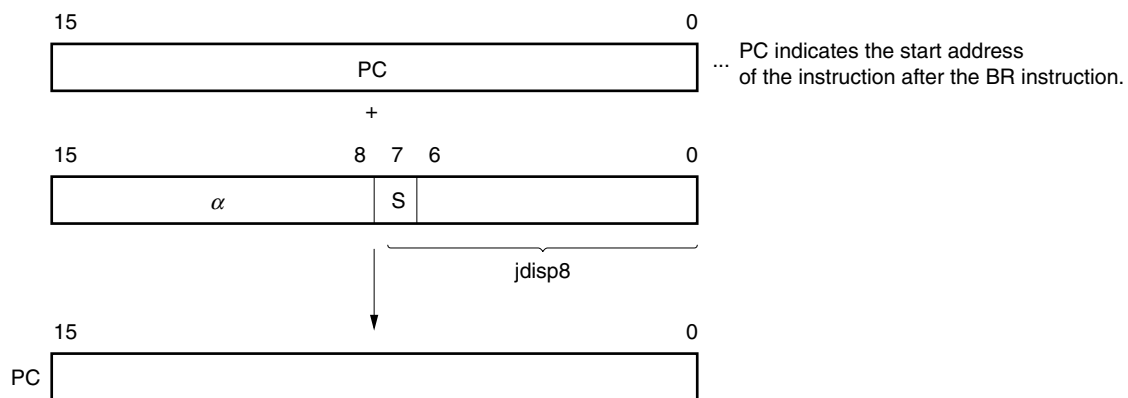 15 0
PC
... PC indicates the start address
of the instruction after the BR instruction.
+
15 8 7 6 0
α S
jdisp8
15 0
PC